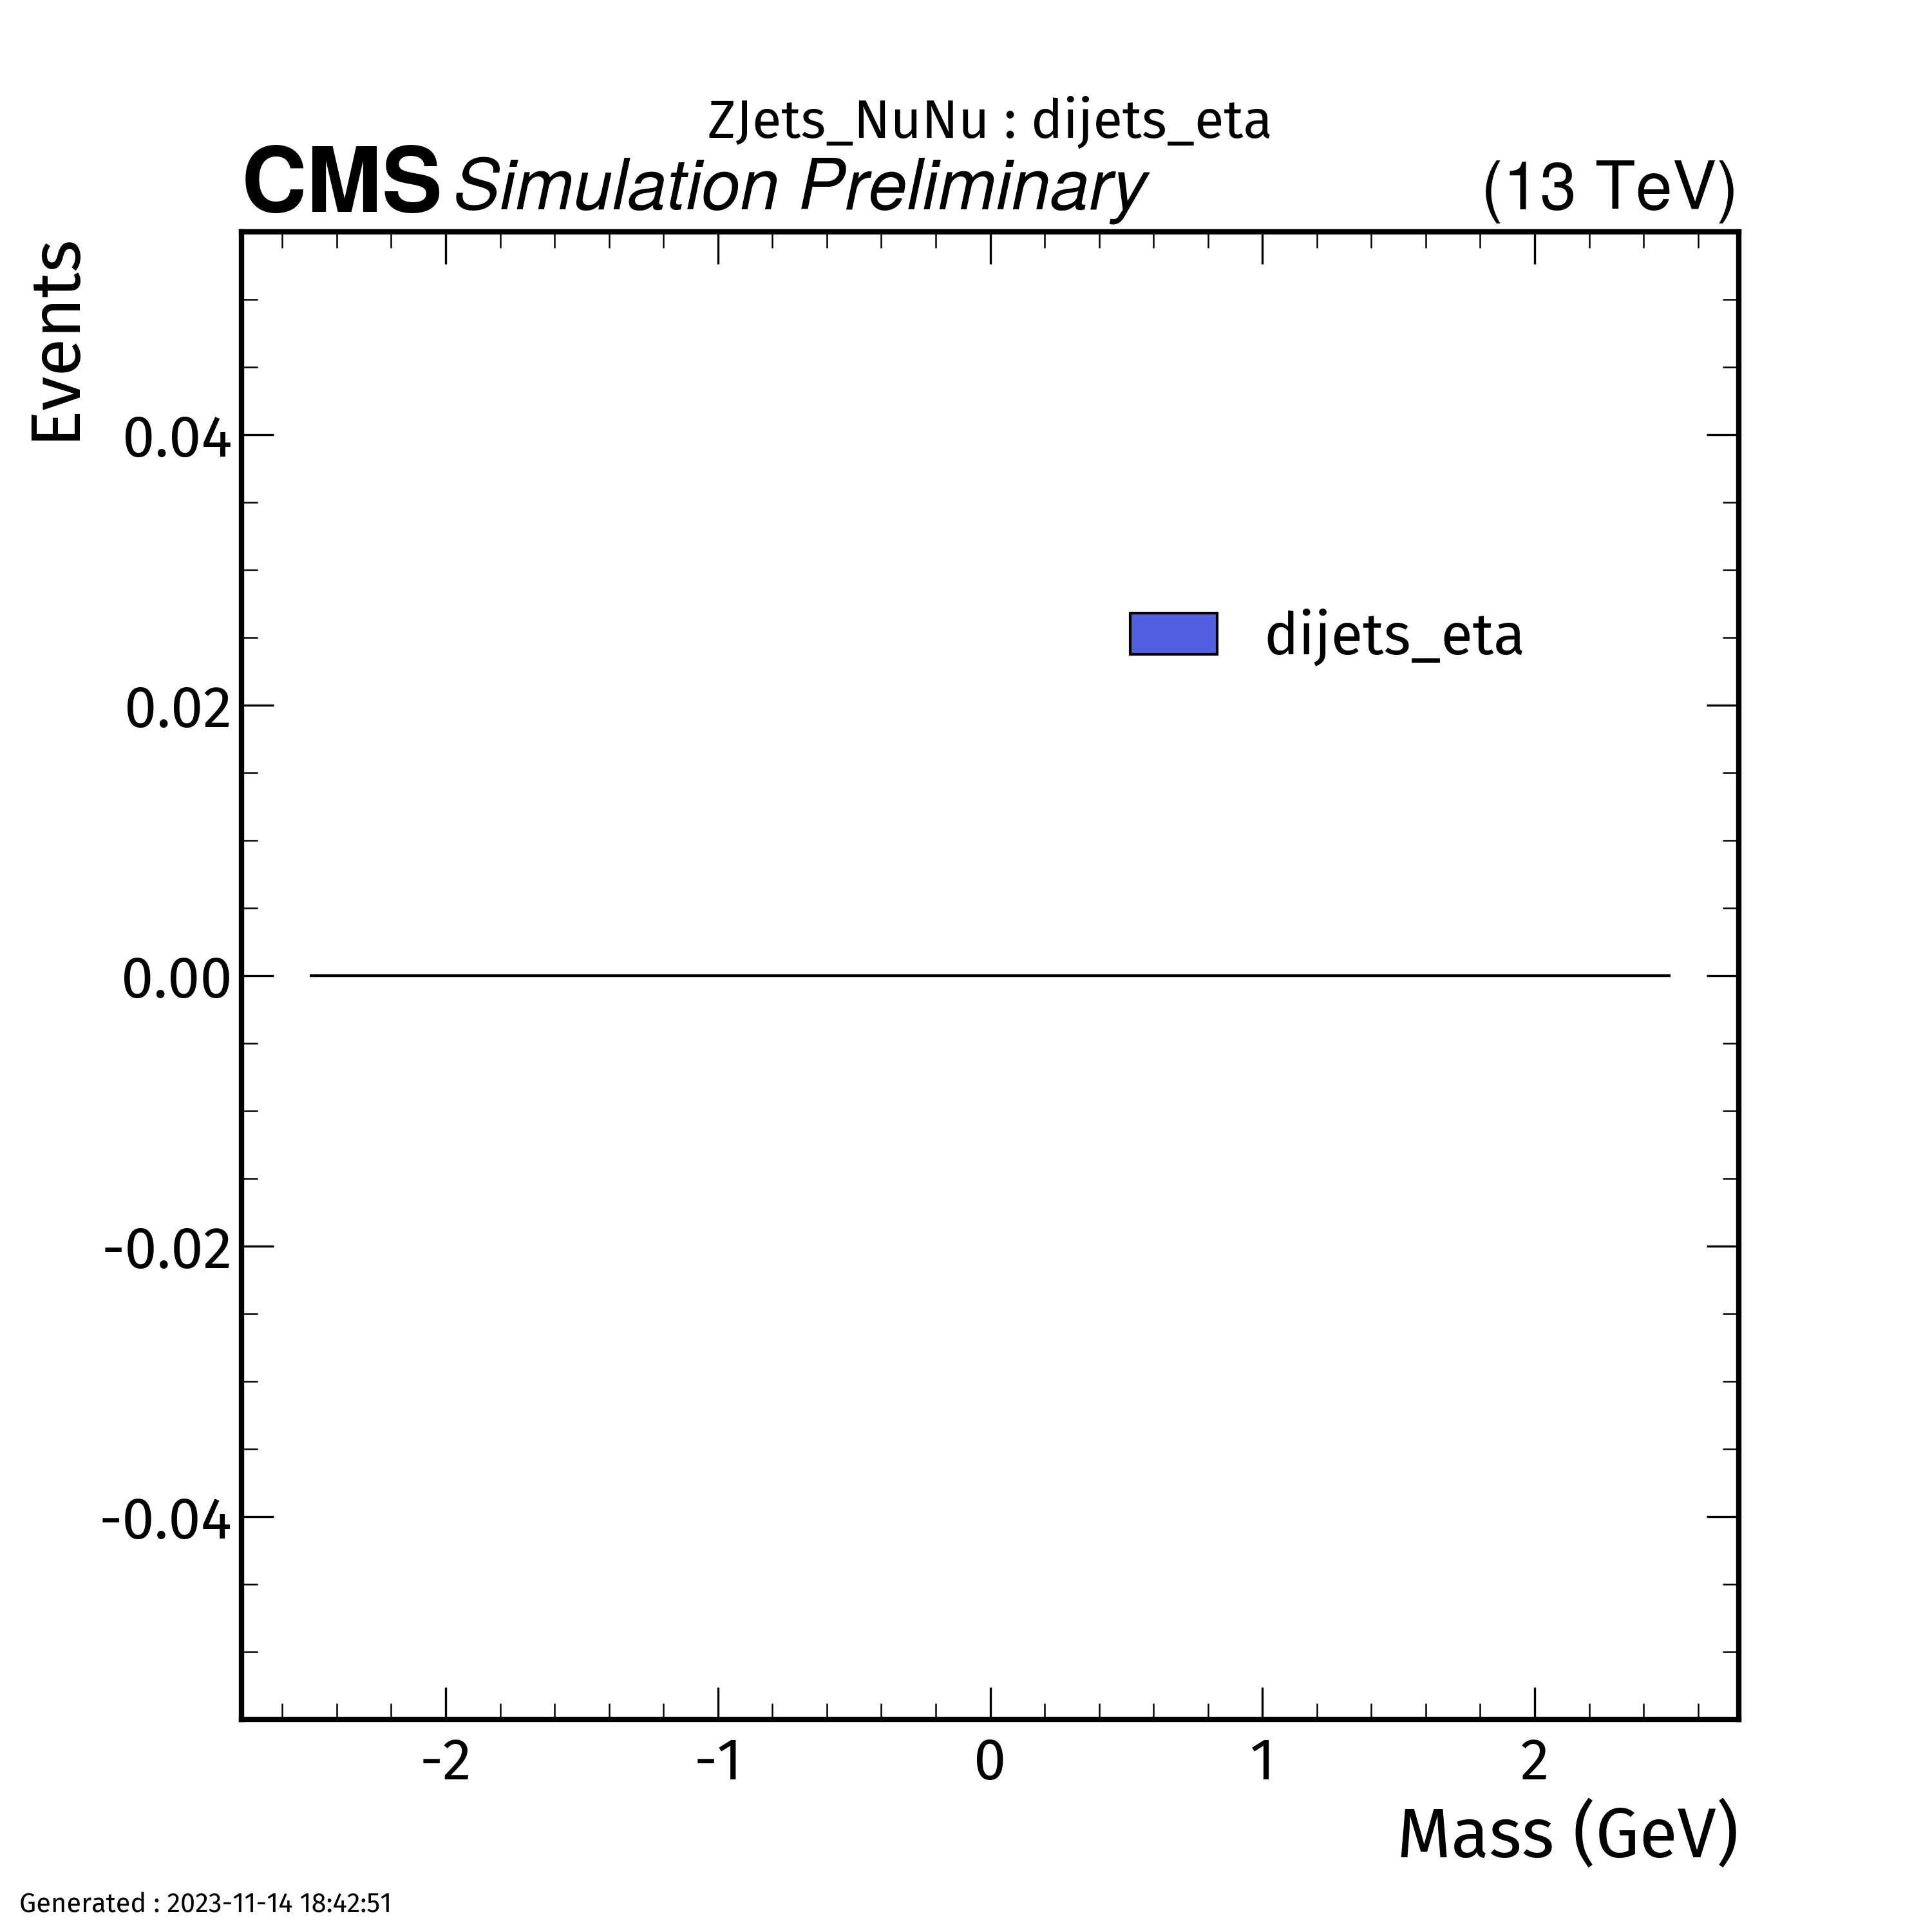 ZJets_NuNu : dijets_eta
CMS Simulation Preliminary (13 TeV)
Events
0.04
dijets_eta
0.02
0.00
-0.02
-0.04
-2 -1 0 1 2
Mass (GeV)
Generated : 2023-11-14 18:42:51